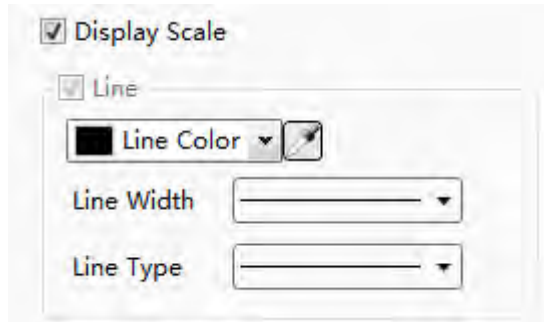 Display Scale
Line
Line Color
Line Width
Line Type